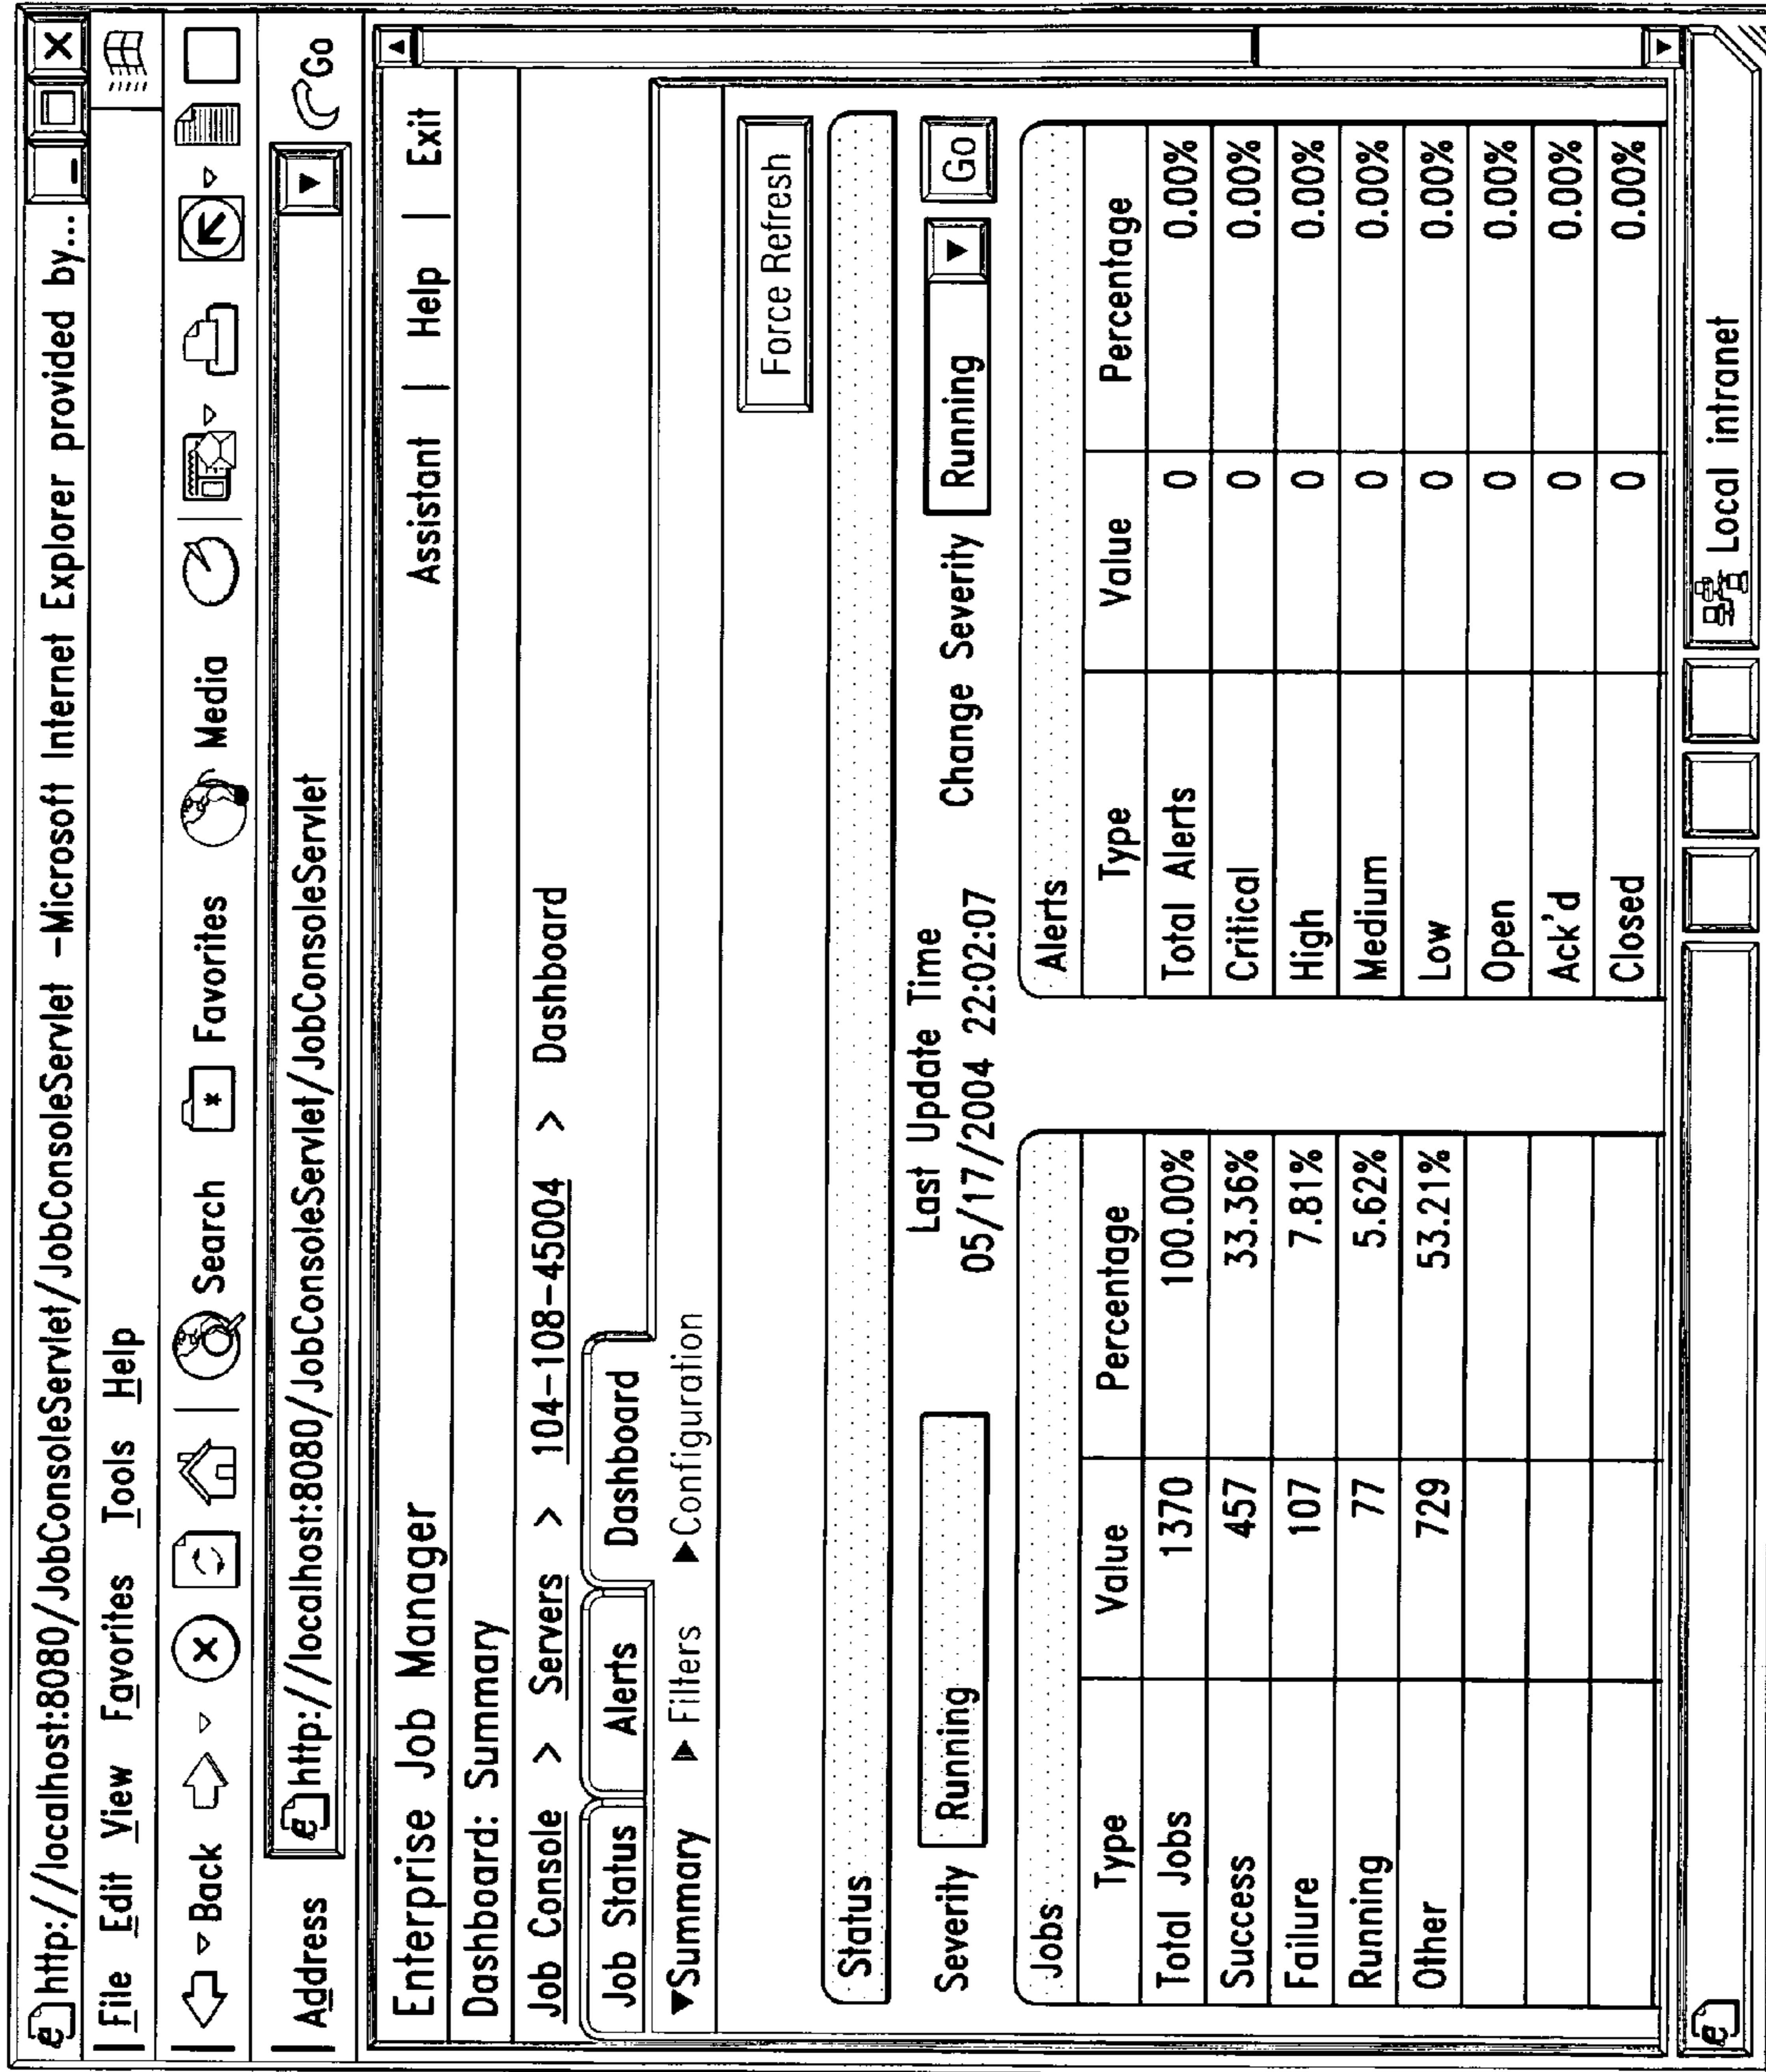 http://localhost:8080/JobConsoleServlet/JobConsoleServlet -Microsoft Internet Explorer provided by...
File Edit View Favorites Tools Help
Back Search Favorites Media
Address http://localhost:8080/JobConsoleServlet/JobConsoleServlet Go
Enterprise Job Manager Assistant | Help | Exit
Dashboard: Summary
Job Console > Servers > 104-108-45004 > Dashboard
Job Status Alerts Dashboard
▼Summary ▶Filters ▶Configuration
Force Refresh
Status
Last Update Time
Severity Running 05/17/2004 22:02:07 Change Severity Running Go
Jobs Alerts
Type Value Percentage Type Value Percentage
Total Jobs 1370 100.00% Total Alerts 0 0.00%
Success 457 33.36% Critical 0 0.00%
Failure 107 7.81% High 0 0.00%
Running 77 5.62% Medium 0 0.00%
Other 729 53.21% Low 0 0.00%
Open 0 0.00%
Ack'd 0 0.00%
Closed 0 0.00%
Local intranet